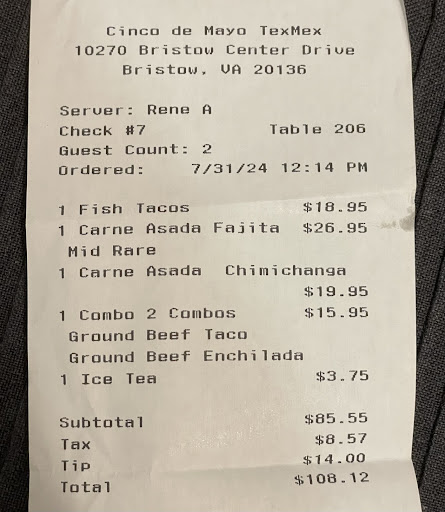 Cinco de Mayo TexMex
10270 Bristow Center Drive
Bristow, VA 20136
Server: Rene A
Check #7 Table 206
Guest Count: 2
Ordered: 7/31/24 12:14 PM
1 Fish Tacos $18.95
1 Carne Asada Fajita $26.95
Mid Rare
1 Carne Asada Chimichanga
$19.95
1 Combo 2 Combos $15.95
Ground Beef Taco
Ground Beef Enchilada
1 Ice Tea $3.75
Subtotal $85.55
Tax $8.57
Tip $14.00
Total $108.12